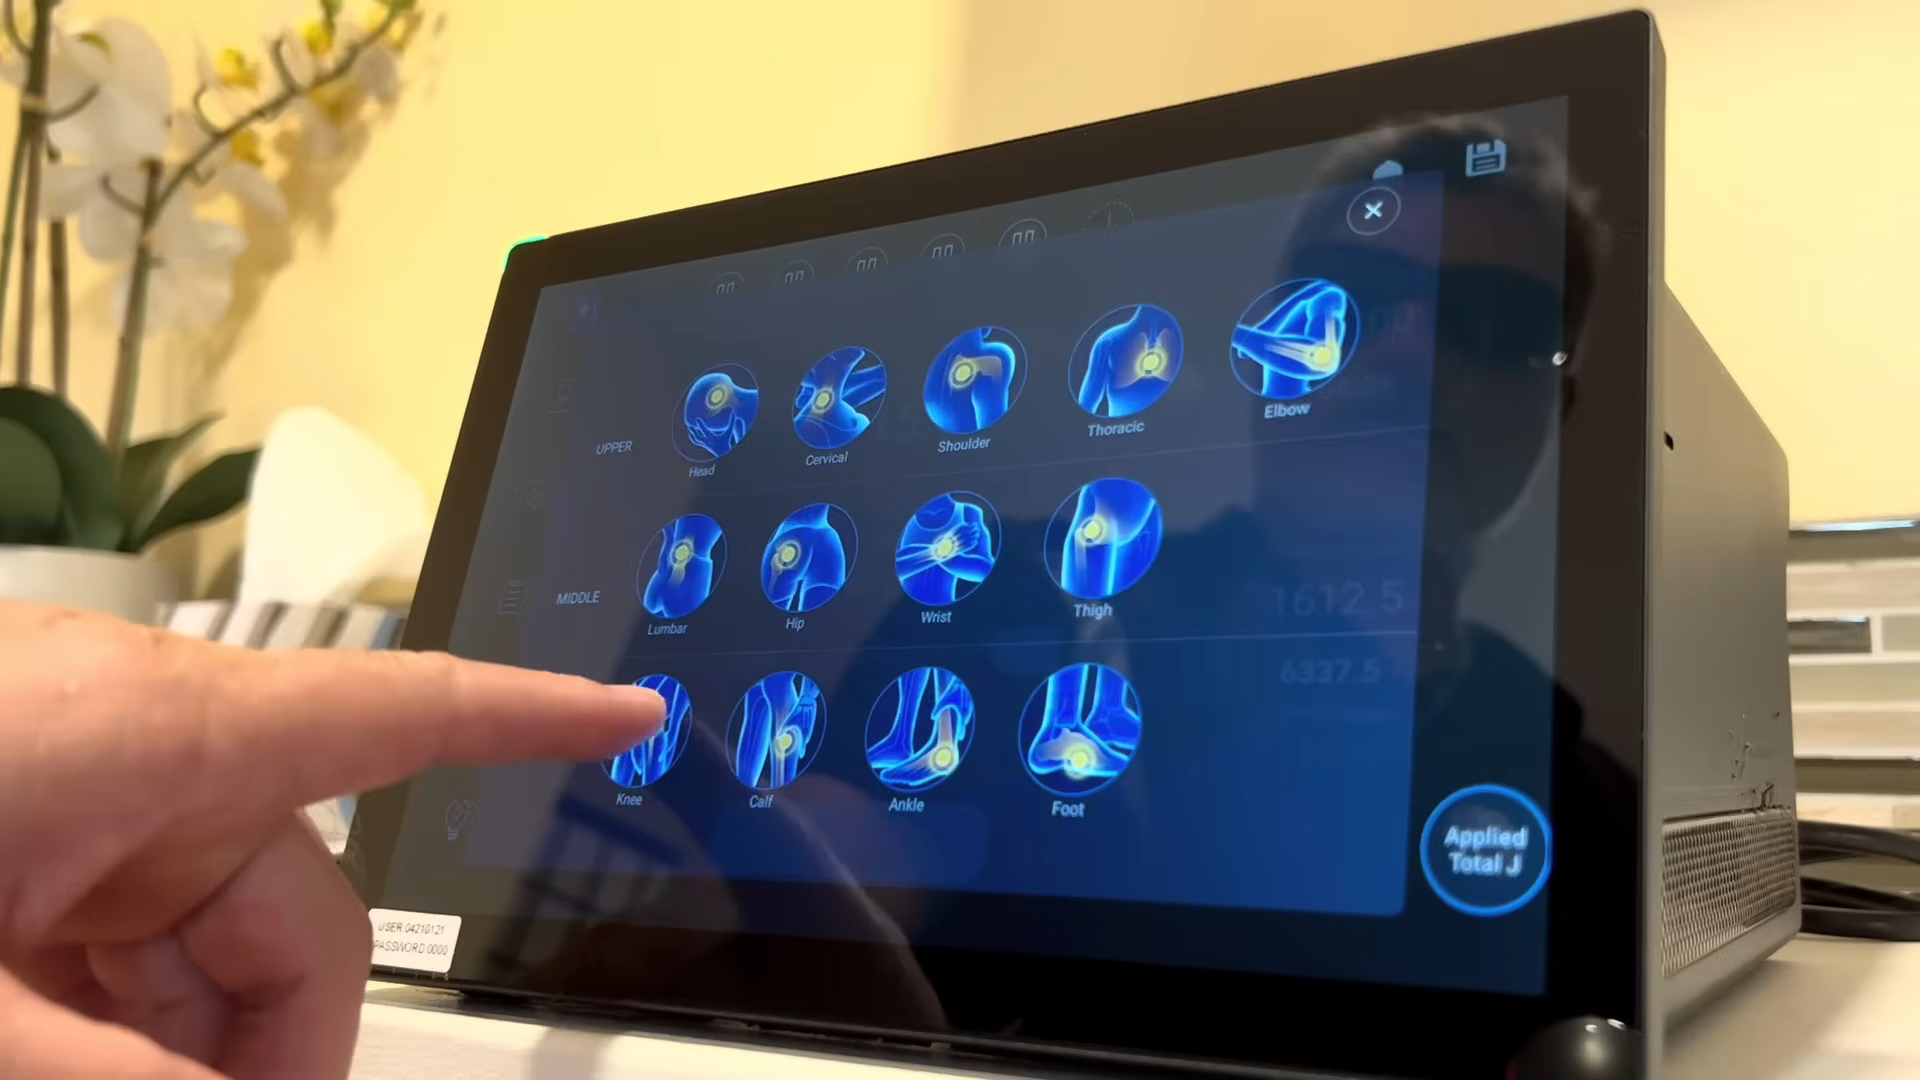 UPPER
Head
Cervical
Shoulder
Thoracic
Elbow
MIDDLE
Lumbar
Hip
Wrist
Thigh
1612.5
6337.5
Knee
Calf
Ankle
Foot
Applied
Total J
USER:04210121
PASSWORD:0000